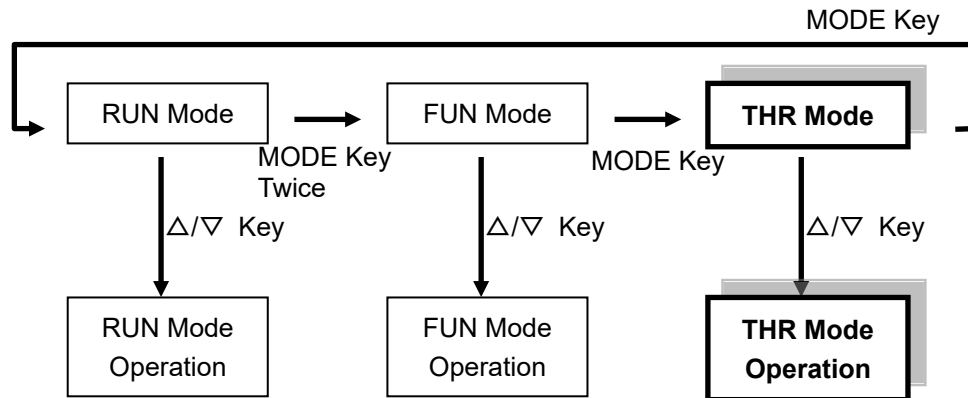 MODE Key
RUN Mode
FUN Mode
THR Mode
MODE Key
Twice
MODE Key
△/▽ Key
△/▽ Key
△/▽ Key
RUN Mode
Operation
FUN Mode
Operation
THR Mode
Operation